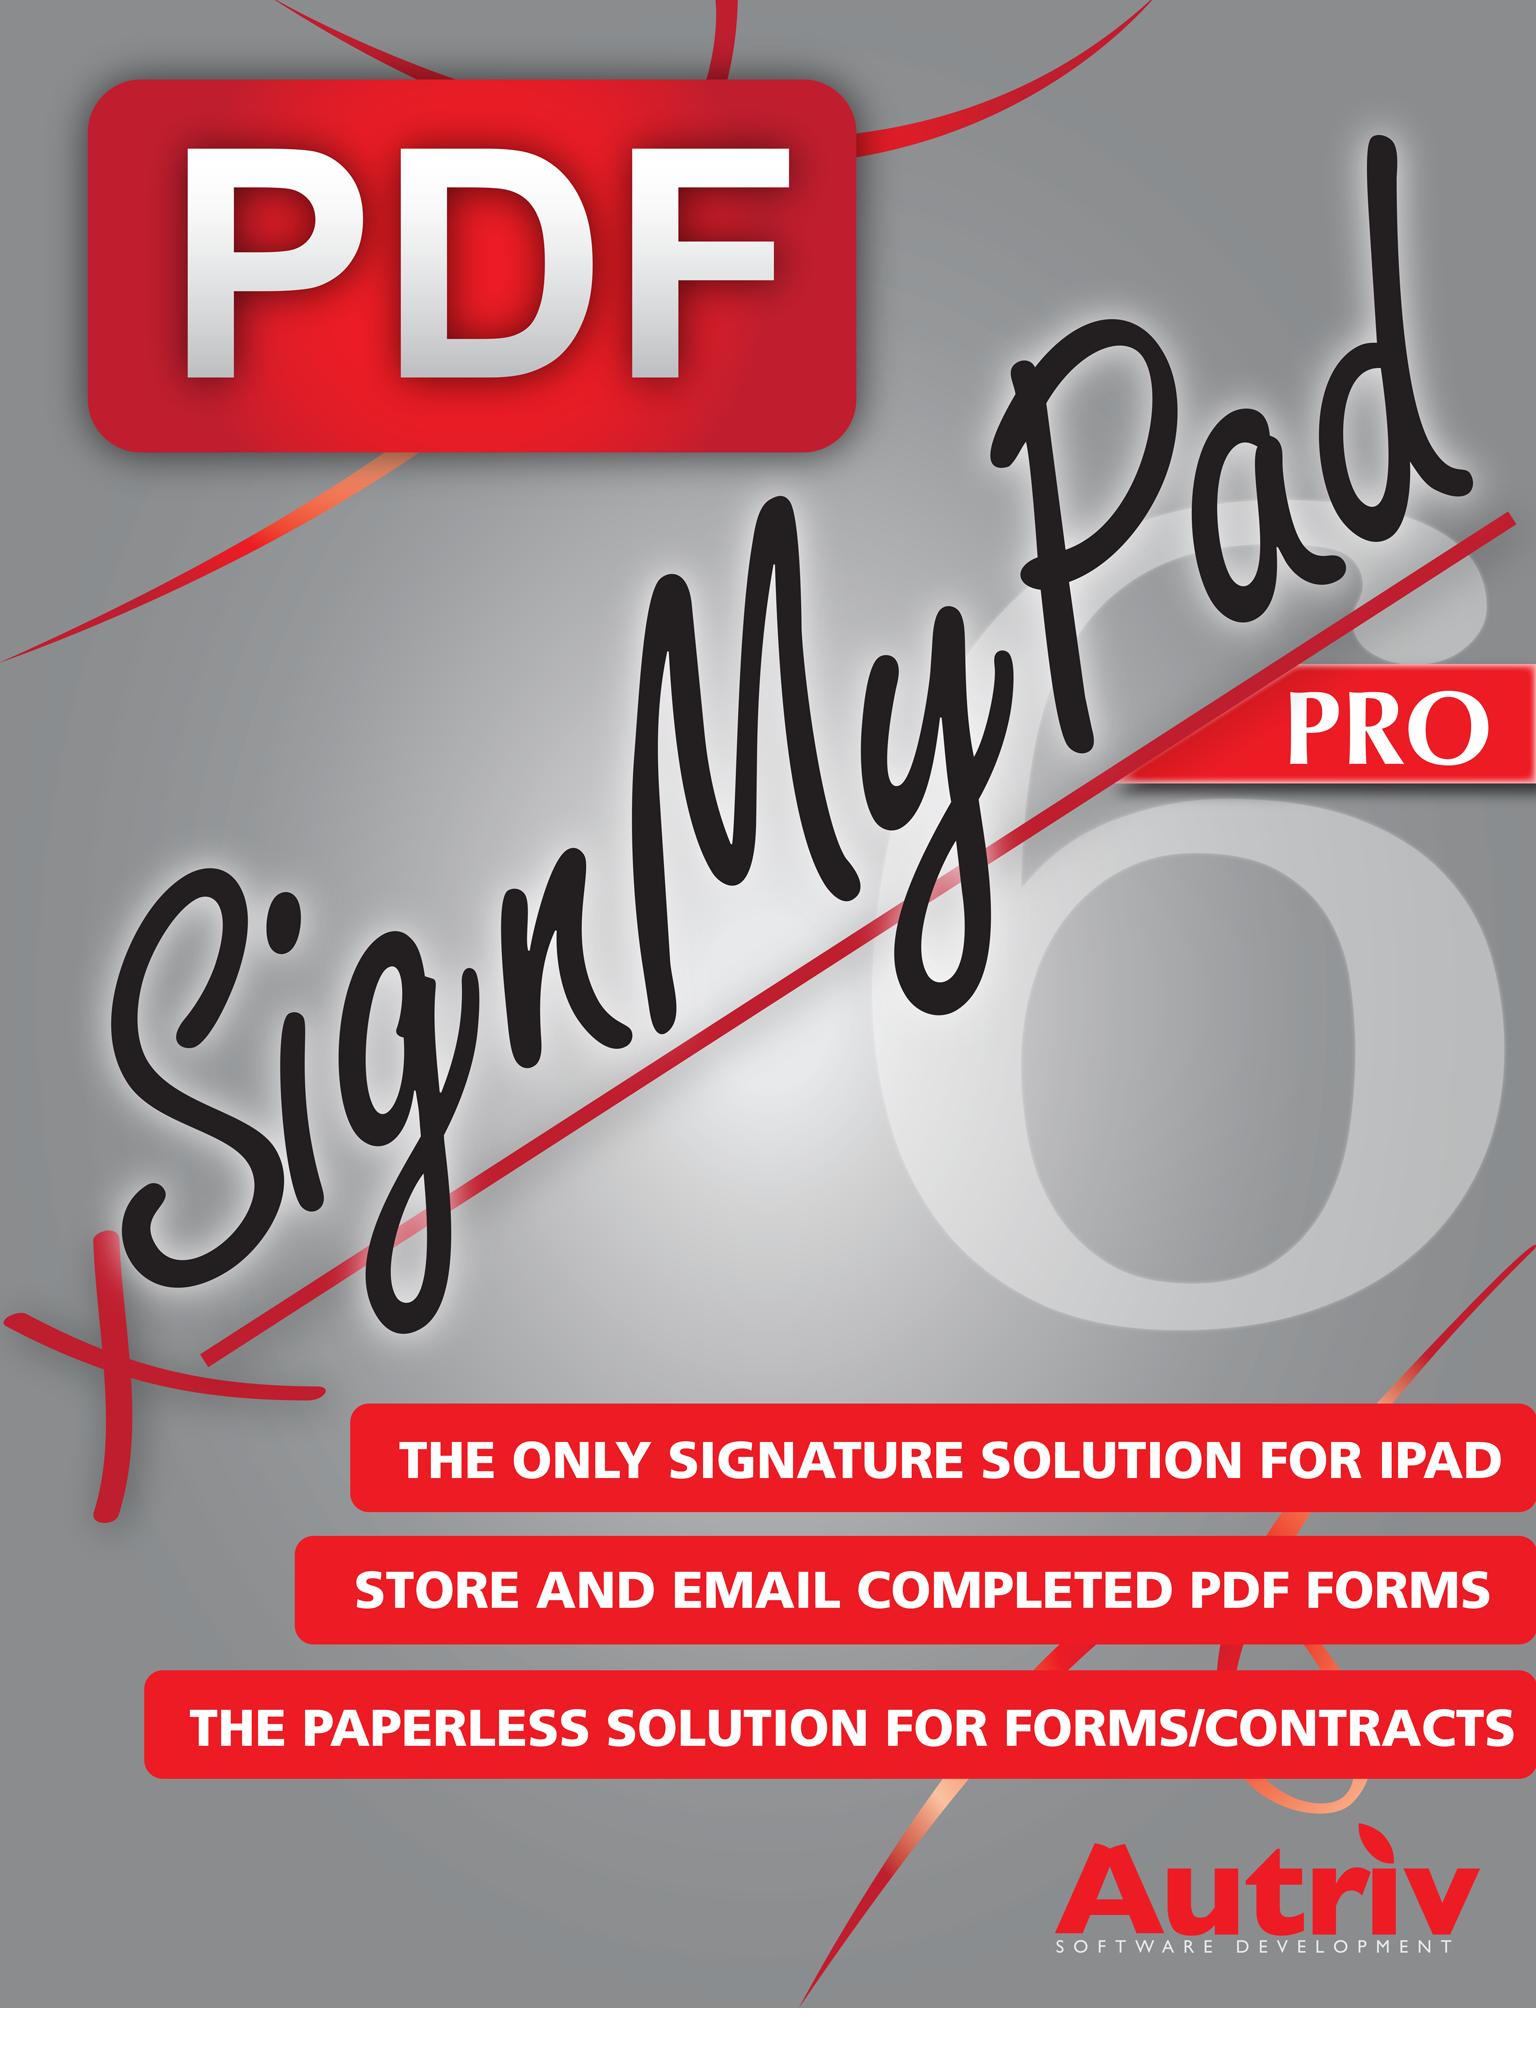 PDF
SignMyPad
6
PRO
THE ONLY SIGNATURE SOLUTION FOR IPAD
STORE AND EMAIL COMPLETED PDF FORMS
THE PAPERLESS SOLUTION FOR FORMS/CONTRACTS
Autriv
SOFTWARE DEVELOPMENT